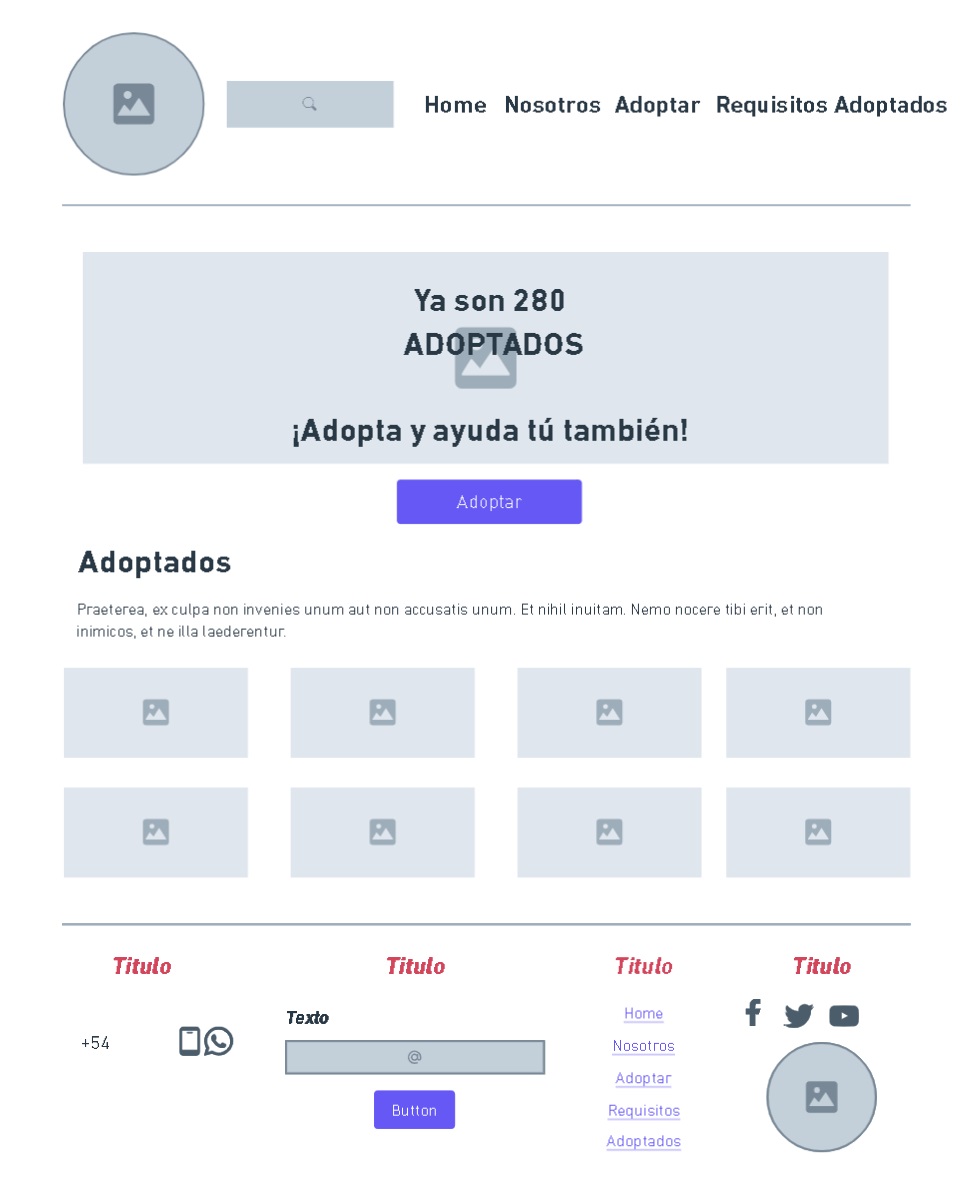 Home Nosotros Adoptar Requisitos Adoptados
Ya son 280
ADOPTADOS
¡Adopta y ayuda tú también!
Adoptar
Adoptados
Praeterea, ex culpa non invenies unum aut non accusatis unum. Et nihil inuitam. Nemo nocere tibi erit, et non
inimicos, et ne illa laederentur.
Titulo
+54
Titulo
Texto
@
Button
Titulo
Home
Nosotros
Adoptar
Requisitos
Adoptados
Titulo